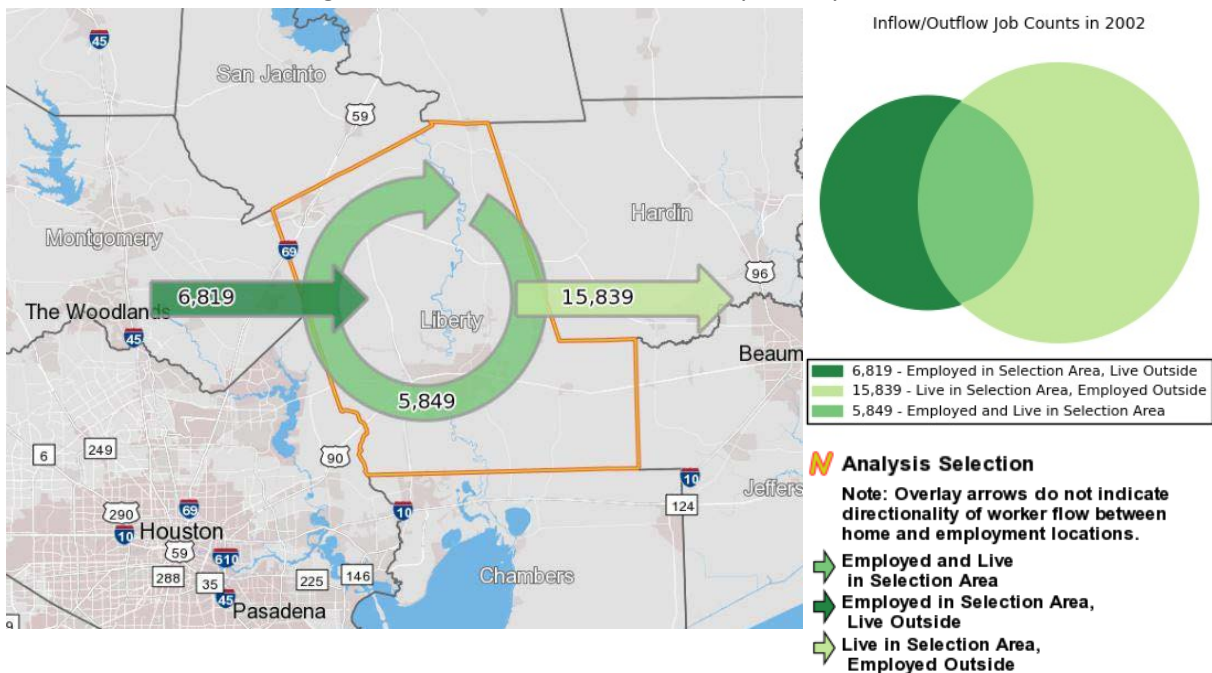 Inflow/Outflow Job Counts in 2002
45
San Jacinto
59
Hardin
Montgomery
69
96
6,819
15,839
The Woodlands
45
Liberty
Beaum
5,849
6
249
90
10
Jeffers
290
69
10
124
Houston
10
59
610
288
35
225
146
Chambers
45
Pasadena
9
6,819 - Employed in Selection Area, Live Outside
15,839 - Live in Selection Area, Employed Outside
5,849 - Employed and Live in Selection Area
Analysis Selection
Note: Overlay arrows do not indicate
directionality of worker flow between
home and employment locations.
Employed and Live
in Selection Area
Employed in Selection Area,
Live Outside
Live in Selection Area,
Employed Outside